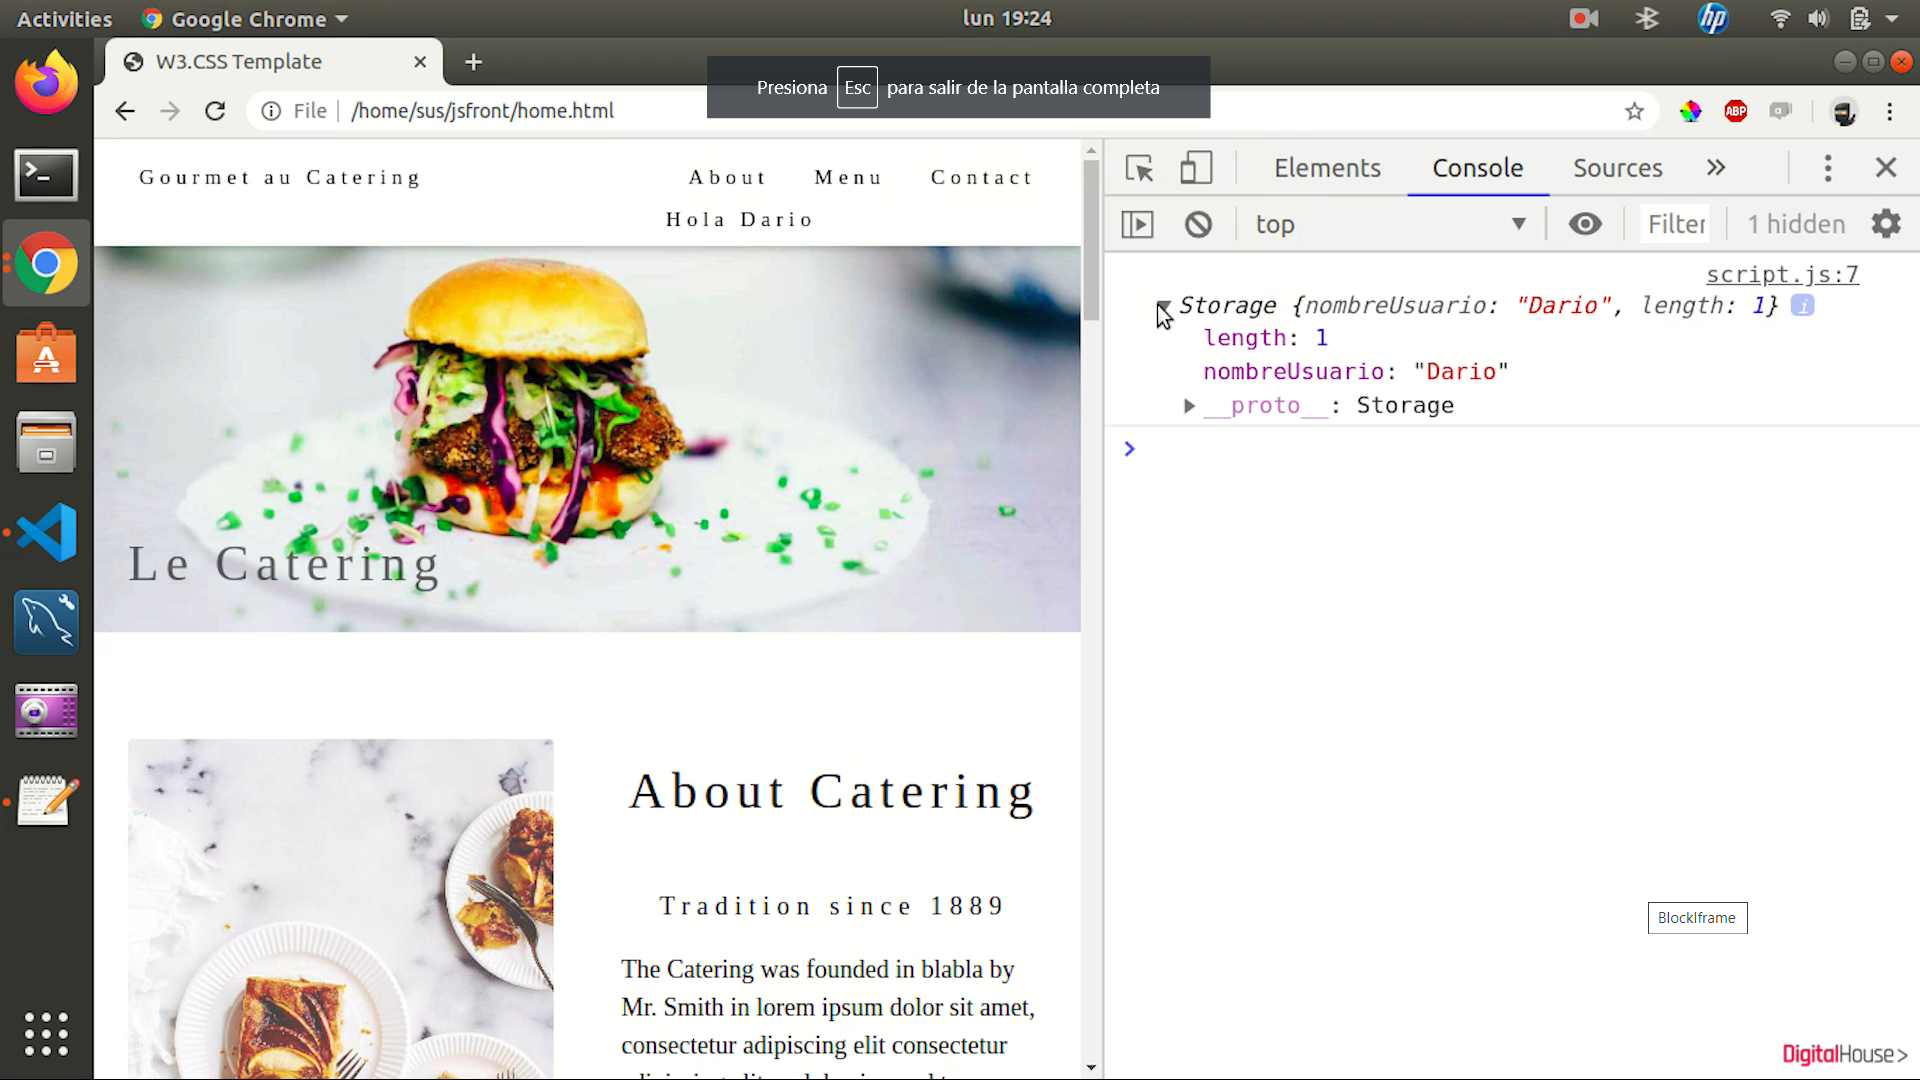 Activities
Google Chrome
lun 19:24
hp
W3.CSS Template
Presiona Esc para salir de la pantalla completa
File /home/sus/jsfront/home.html
ABP
Gourmet au Catering
About Menu Contact
Hola Dario
Le Catering
About Catering
Tradition since 1889
The Catering was founded in blabla by
Mr. Smith in lorem ipsum dolor sit amet,
consectetur adipiscing elit consectetur
Elements Console Sources
top
Filter
1 hidden
script.js:7
Storage {nombreUsuario: "Dario", length: 1}
length: 1
nombreUsuario: "Dario"
__proto__: Storage
BlockIframe
DigitalHouse>